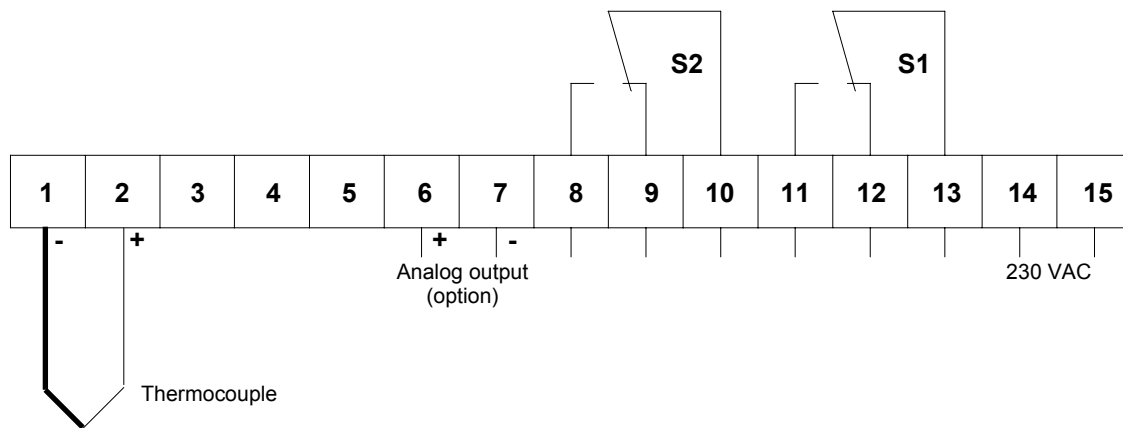 S2 S1
1 2 3 4 5 6 7 8 9 10 11 12 13 14 15
- + + -
Analog output 230 VAC
(option)
Thermocouple